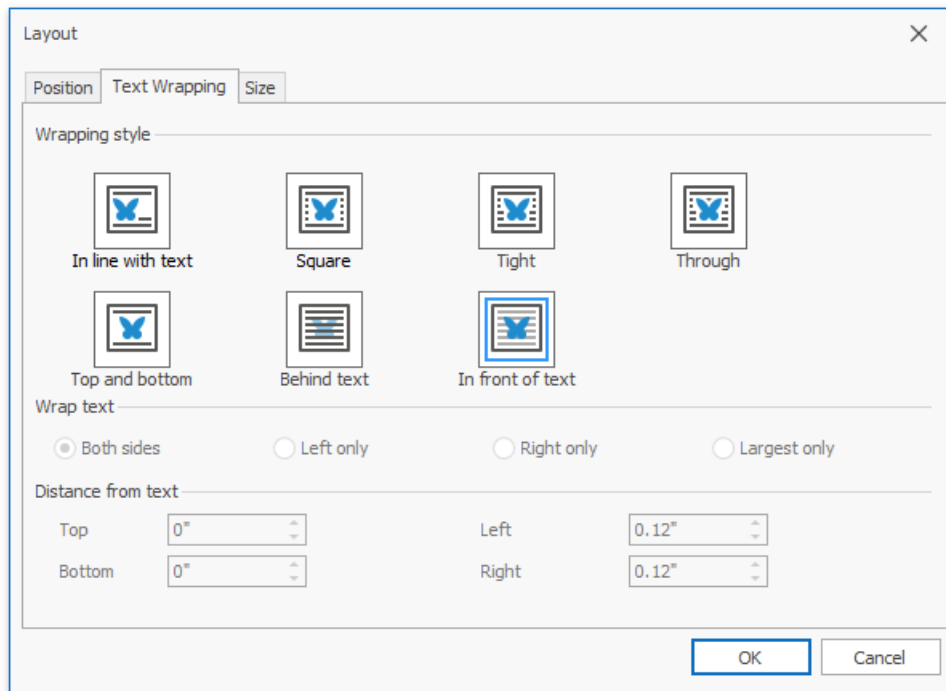 Layout
Position Text Wrapping Size
Wrapping style
In line with text Square Tight Through
Top and bottom Behind text In front of text
Wrap text
Both sides Left only Right only Largest only
Distance from text
Top 0" Left 0.12"
Bottom 0" Right 0.12"
OK Cancel